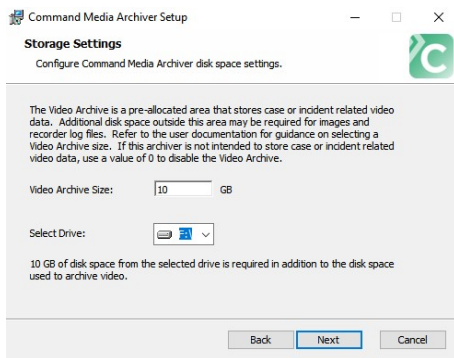 Command Media Archiver Setup
Storage Settings
Configure Command Media Archiver disk space settings.
The Video Archive is a pre-allocated area that stores case or incident related video
data. Additional disk space outside this area may be required for images and
recorder log files. Refer to the user documentation for guidance on selecting a
Video Archive size. If this archiver is not intended to store case or incident related
video data, use a value of 0 to disable the Video Archive.
Video Archive Size: 10 GB
Select Drive: F:\
10 GB of disk space from the selected drive is required in addition to the disk space
used to archive video.
Back Next Cancel